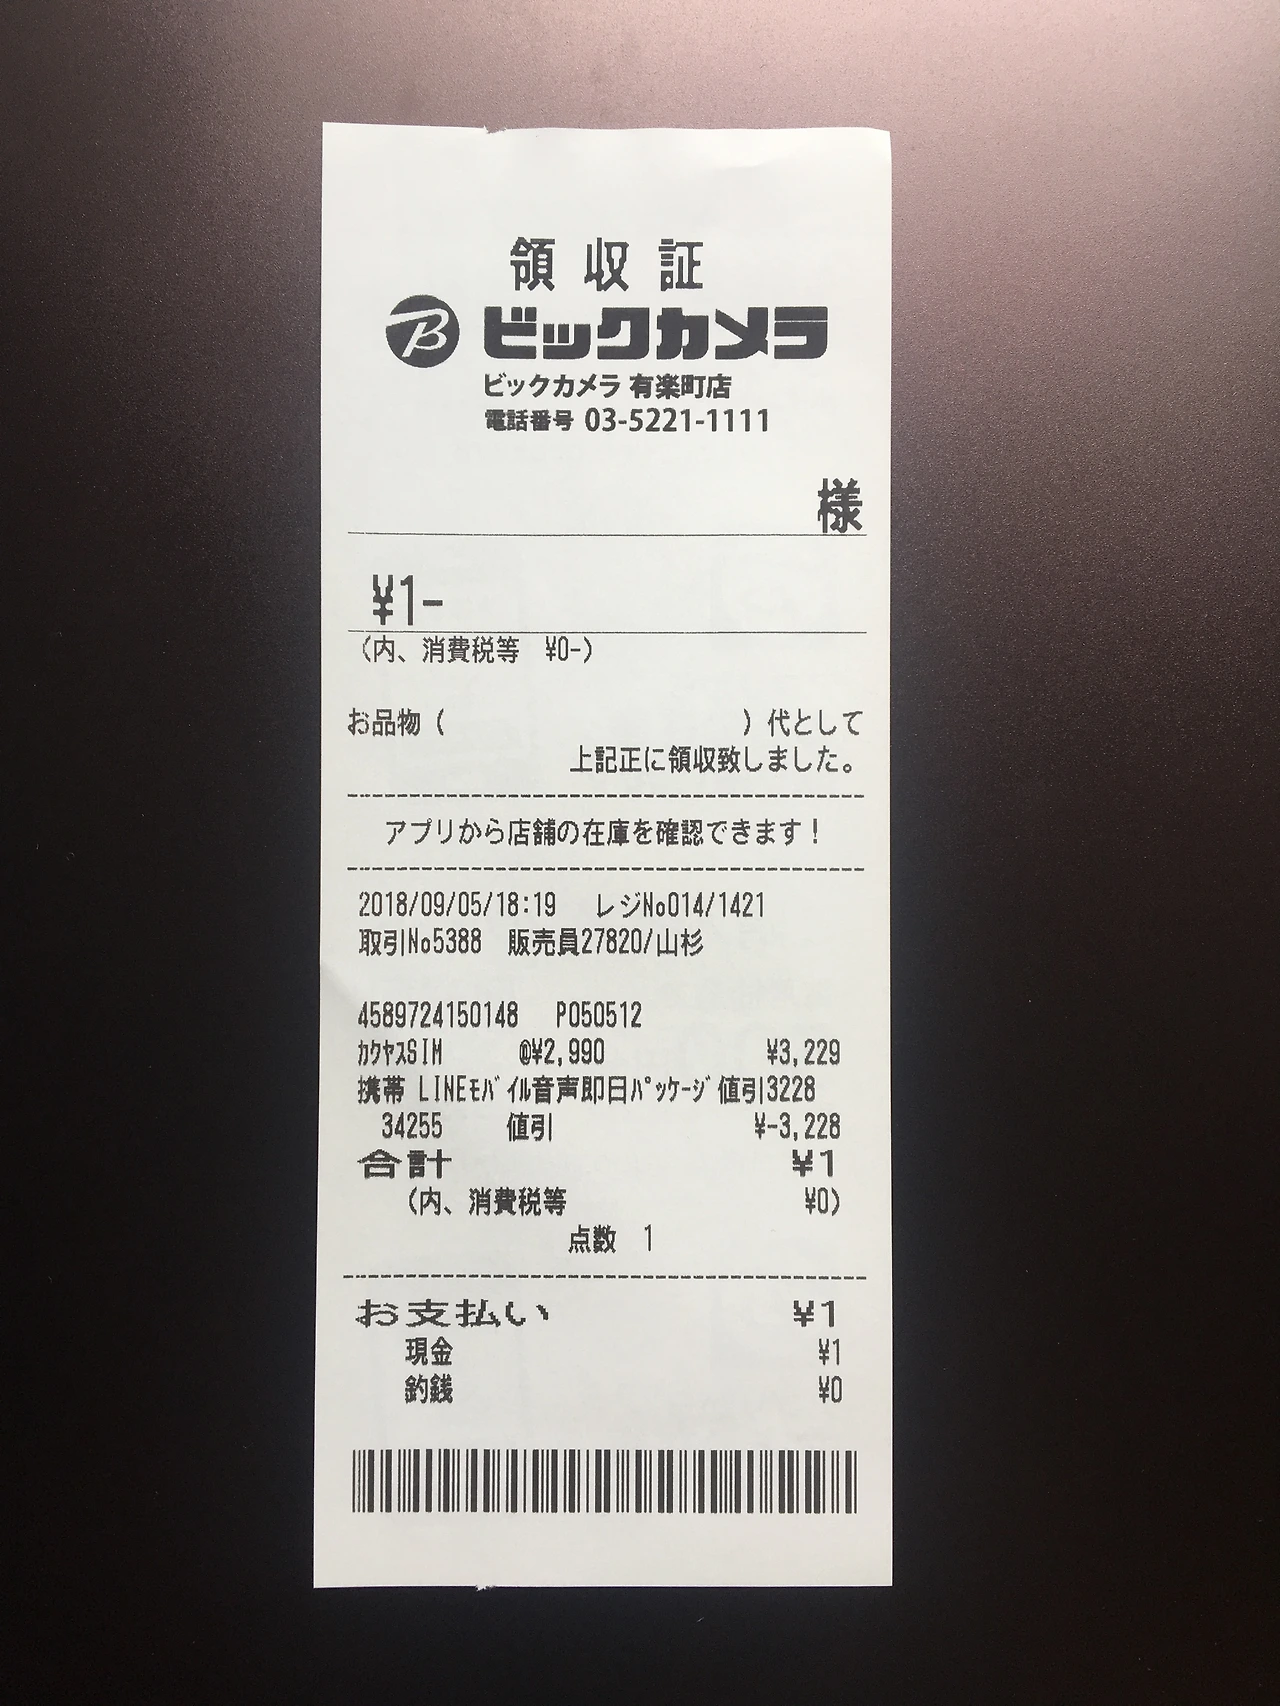 領収証
ビックカメラ
ビックカメラ 有楽町店
電話番号 03-5221-1111
様
¥1-
(内、消費税等 ¥0-)
お品物 ( ) 代として
上記正に領収致しました。
アプリから店舗の在庫を確認できます!
2018/09/05/18:19 レジNo014/1421
取引No5388 販売員27820/山杉
4589724150148 P050512
ｶｸﾔｽSIM @¥2,990 ¥3,229
携帯 LINEﾓﾊﾞｲﾙ音声即日ﾊﾟｯｹｰｼﾞ値引3228
34255 値引 ¥-3,228
合計 ¥1
(内、消費税等 ¥0)
点数 1
お支払い ¥1
現金 ¥1
釣銭 ¥0